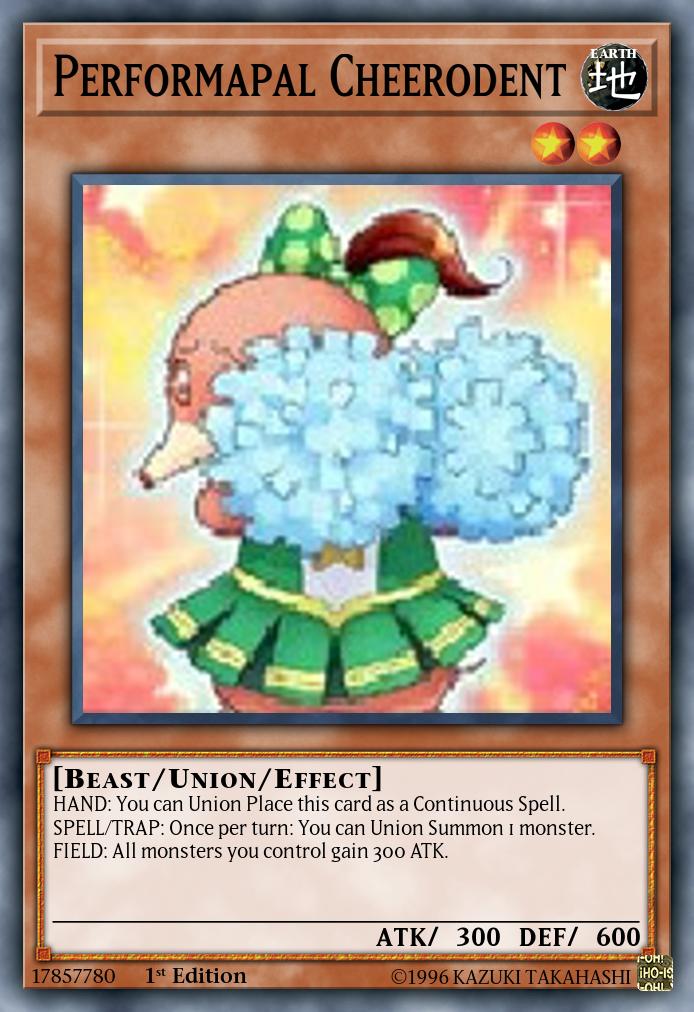 Performapal Cheerodent
EARTH
地
[Beast/Union/Effect]
HAND: You can Union Place this card as a Continuous Spell.
SPELL/TRAP: Once per turn: You can Union Summon 1 monster.
FIELD: All monsters you control gain 300 ATK.
ATK/ 300 DEF/ 600
17857780 1st Edition ©1996 KAZUKI TAKAHASHI